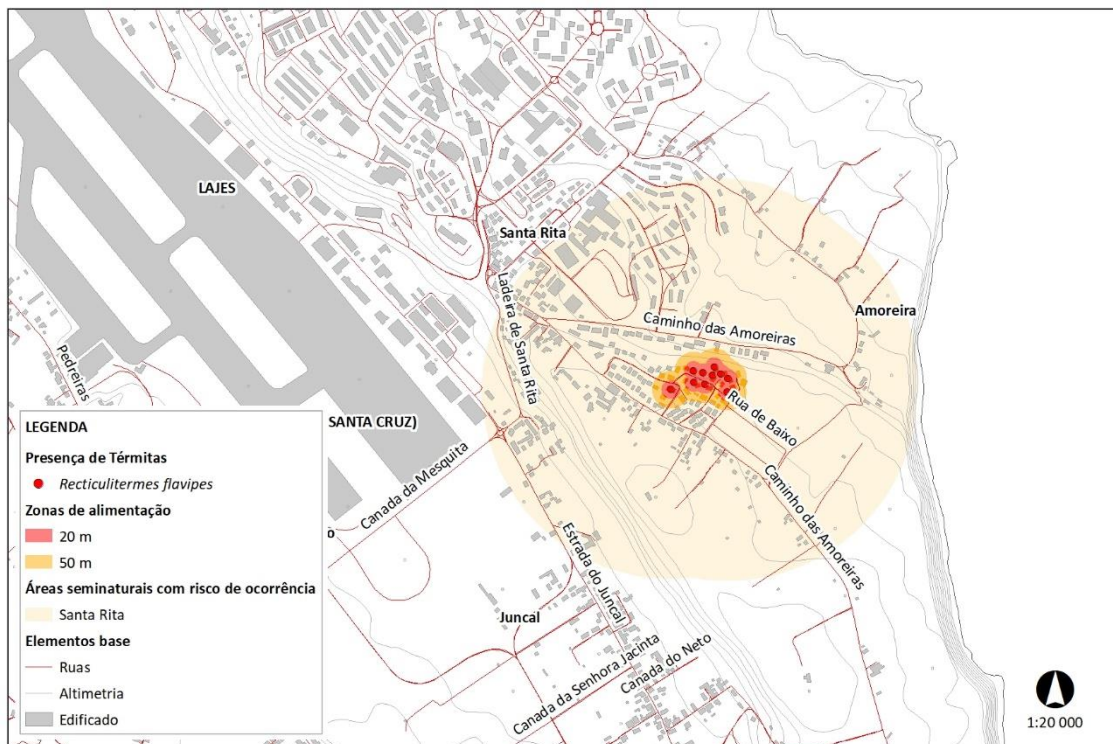 LAJES
Santa Rita
Ladeira de Santa Rita
Caminho das Amoreiras
Amoreira
Pedreiras
Rua de Baixo
SANTA CRUZ)
Canada da Mesquita
o
Caminho das Amoreiras
Estrada do Juncal
Juncal
Canada da Senhora Jacinta
Canada do Neto
LEGENDA
Presença de Térmitas
Recticulitermes flavipes
Zonas de alimentação
20 m
50 m
Áreas seminaturais com risco de ocorrência
Santa Rita
Elementos base
Ruas
Altimetria
Edificado
1:20 000